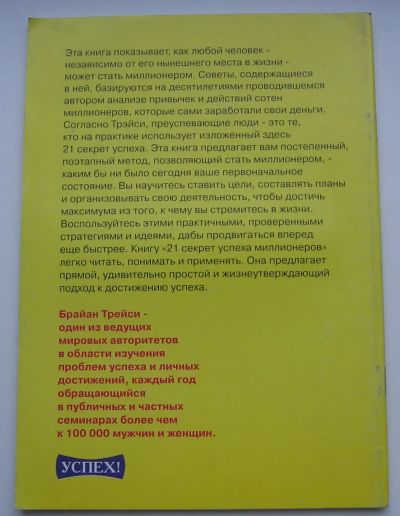 Эта книга показывает, как любой человек -
независимо от его нынешнего места в жизни -
может стать миллионером. Советы, содержащиеся
в ней, базируются на десятилетиями проводившемся
автором анализе привычек и действий сотен
миллионеров, которые сами заработали свои деньги.
Согласно Трэйси, преуспевающие люди - это те,
кто на практике использует изложенный здесь
21 секрет успеха. Эта книга предлагает вам постепенный,
поэтапный метод, позволяющий стать миллионером, -
каким бы ни было сегодня ваше первоначальное
состояние. Вы научитесь ставить цели, составлять планы
и организовывать свою деятельность, чтобы достичь
максимума из того, к чему вы стремитесь в жизни.
Воспользуйтесь этими практичными, проверенными
стратегиями и идеями, дабы продвигаться вперед
еще быстрее. Книгу «21 секрет успеха миллионеров»
легко читать, понимать и применять. Она предлагает
прямой, удивительно простой и жизнеутверждающий
подход к достижению успеха.
Брайан Трейси -
один из ведущих
мировых авторитетов
в области изучения
проблем успеха и личных
достижений, каждый год
обращающийся
в публичных и частных
семинарах более чем
к 100 000 мужчин и женщин.
УСПЕХ!